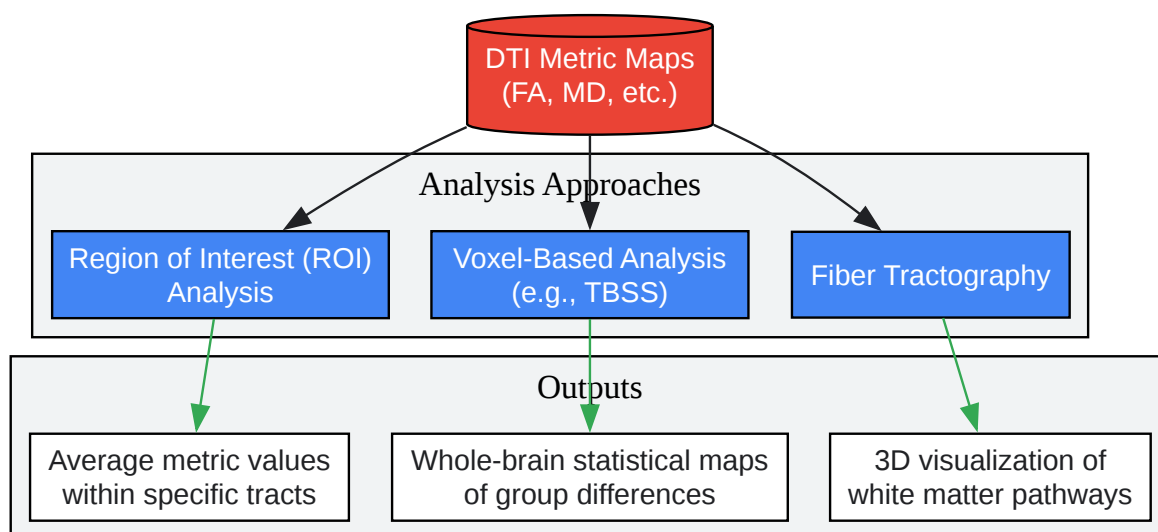 DTI Metric Maps
(FA, MD, etc.)
Analysis Approaches
Region of Interest (ROI)
Analysis
Voxel-Based Analysis
(e.g., TBSS)
Fiber Tractography
Outputs
Average metric values
within specific tracts
Whole-brain statistical maps
of group differences
3D visualization of
white matter pathways